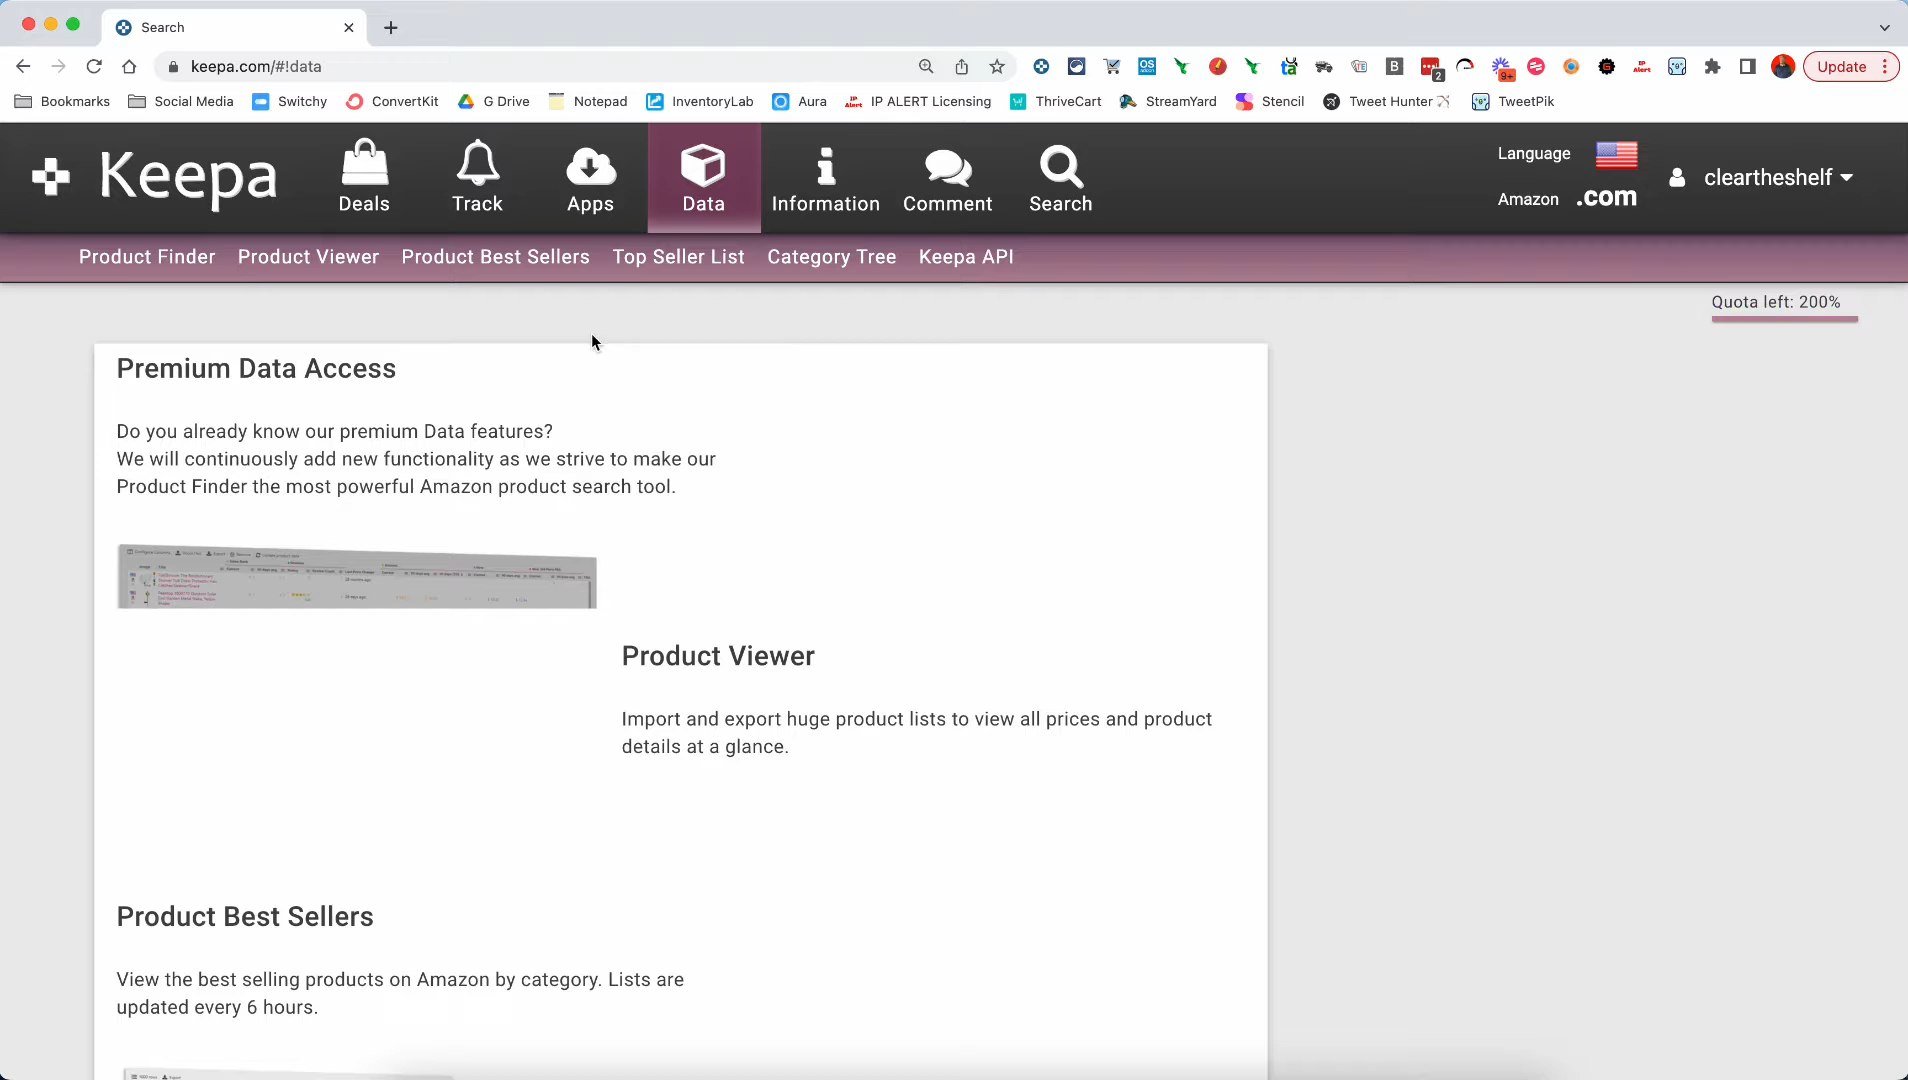 Search
keepa.com/#!data
Update
Bookmarks Social Media Switchy ConvertKit G Drive Notepad InventoryLab Aura IP ALERT Licensing ThriveCart StreamYard Stencil Tweet Hunter TweetPik
Keepa Deals Track Apps Data Information Comment Search
Language
Amazon .com
cleartheshelf
Product Finder Product Viewer Product Best Sellers Top Seller List Category Tree Keepa API
Quota left: 200%
Premium Data Access
Do you already know our premium Data features?
We will continuously add new functionality as we strive to make our
Product Finder the most powerful Amazon product search tool.
Product Viewer
Import and export huge product lists to view all prices and product
details at a glance.
Product Best Sellers
View the best selling products on Amazon by category. Lists are
updated every 6 hours.